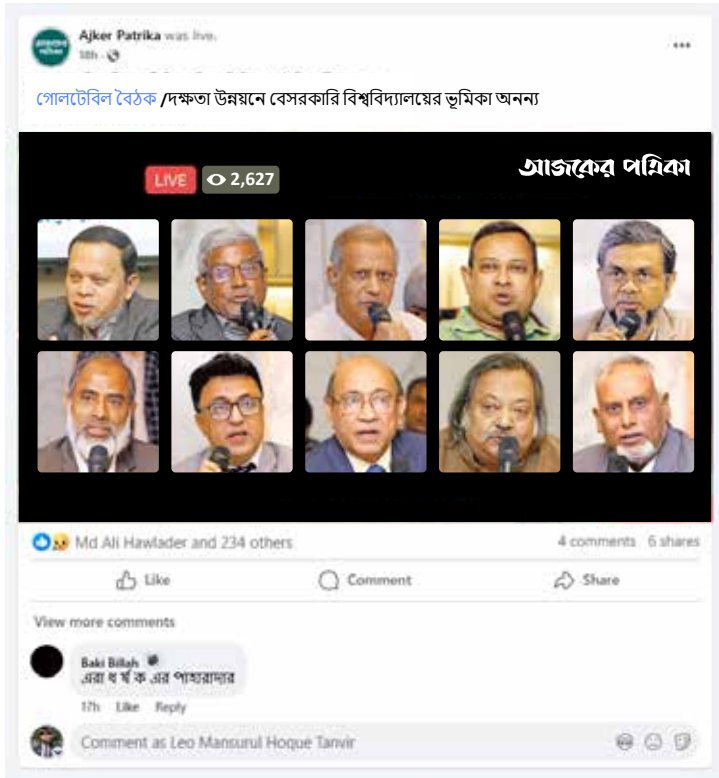 Ajker Patrika was live.
18h
গোলটেবিল বৈঠক /দক্ষতা উন্নয়নে বেসরকারি বিশ্ববিদ্যালয়ের ভূমিকা অনন্য
আজকের পত্রিকা
LIVE 2,627
Md Ali Hawlader and 234 others 4 comments 6 shares
Like Comment Share
View more comments
Baki Billah
এরা ধ র্ষ ক এর পাহারাদার
17h Like Reply
Comment as Leo Mansurul Hoque Tanvir